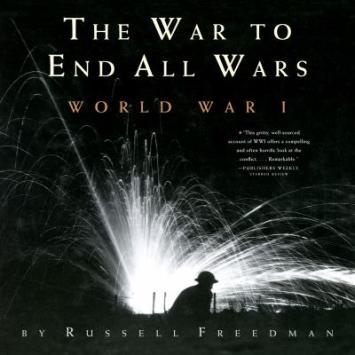 THE WAR TO
END ALL WARS
WORLD WAR I
★ "This gritty, well-sourced
account of WWI offers a compelling
and often horrific look at the
conflict. . . . Remarkable."
—PUBLISHERS WEEKLY,
STARRED REVIEW
BY RUSSELL FREEDMAN